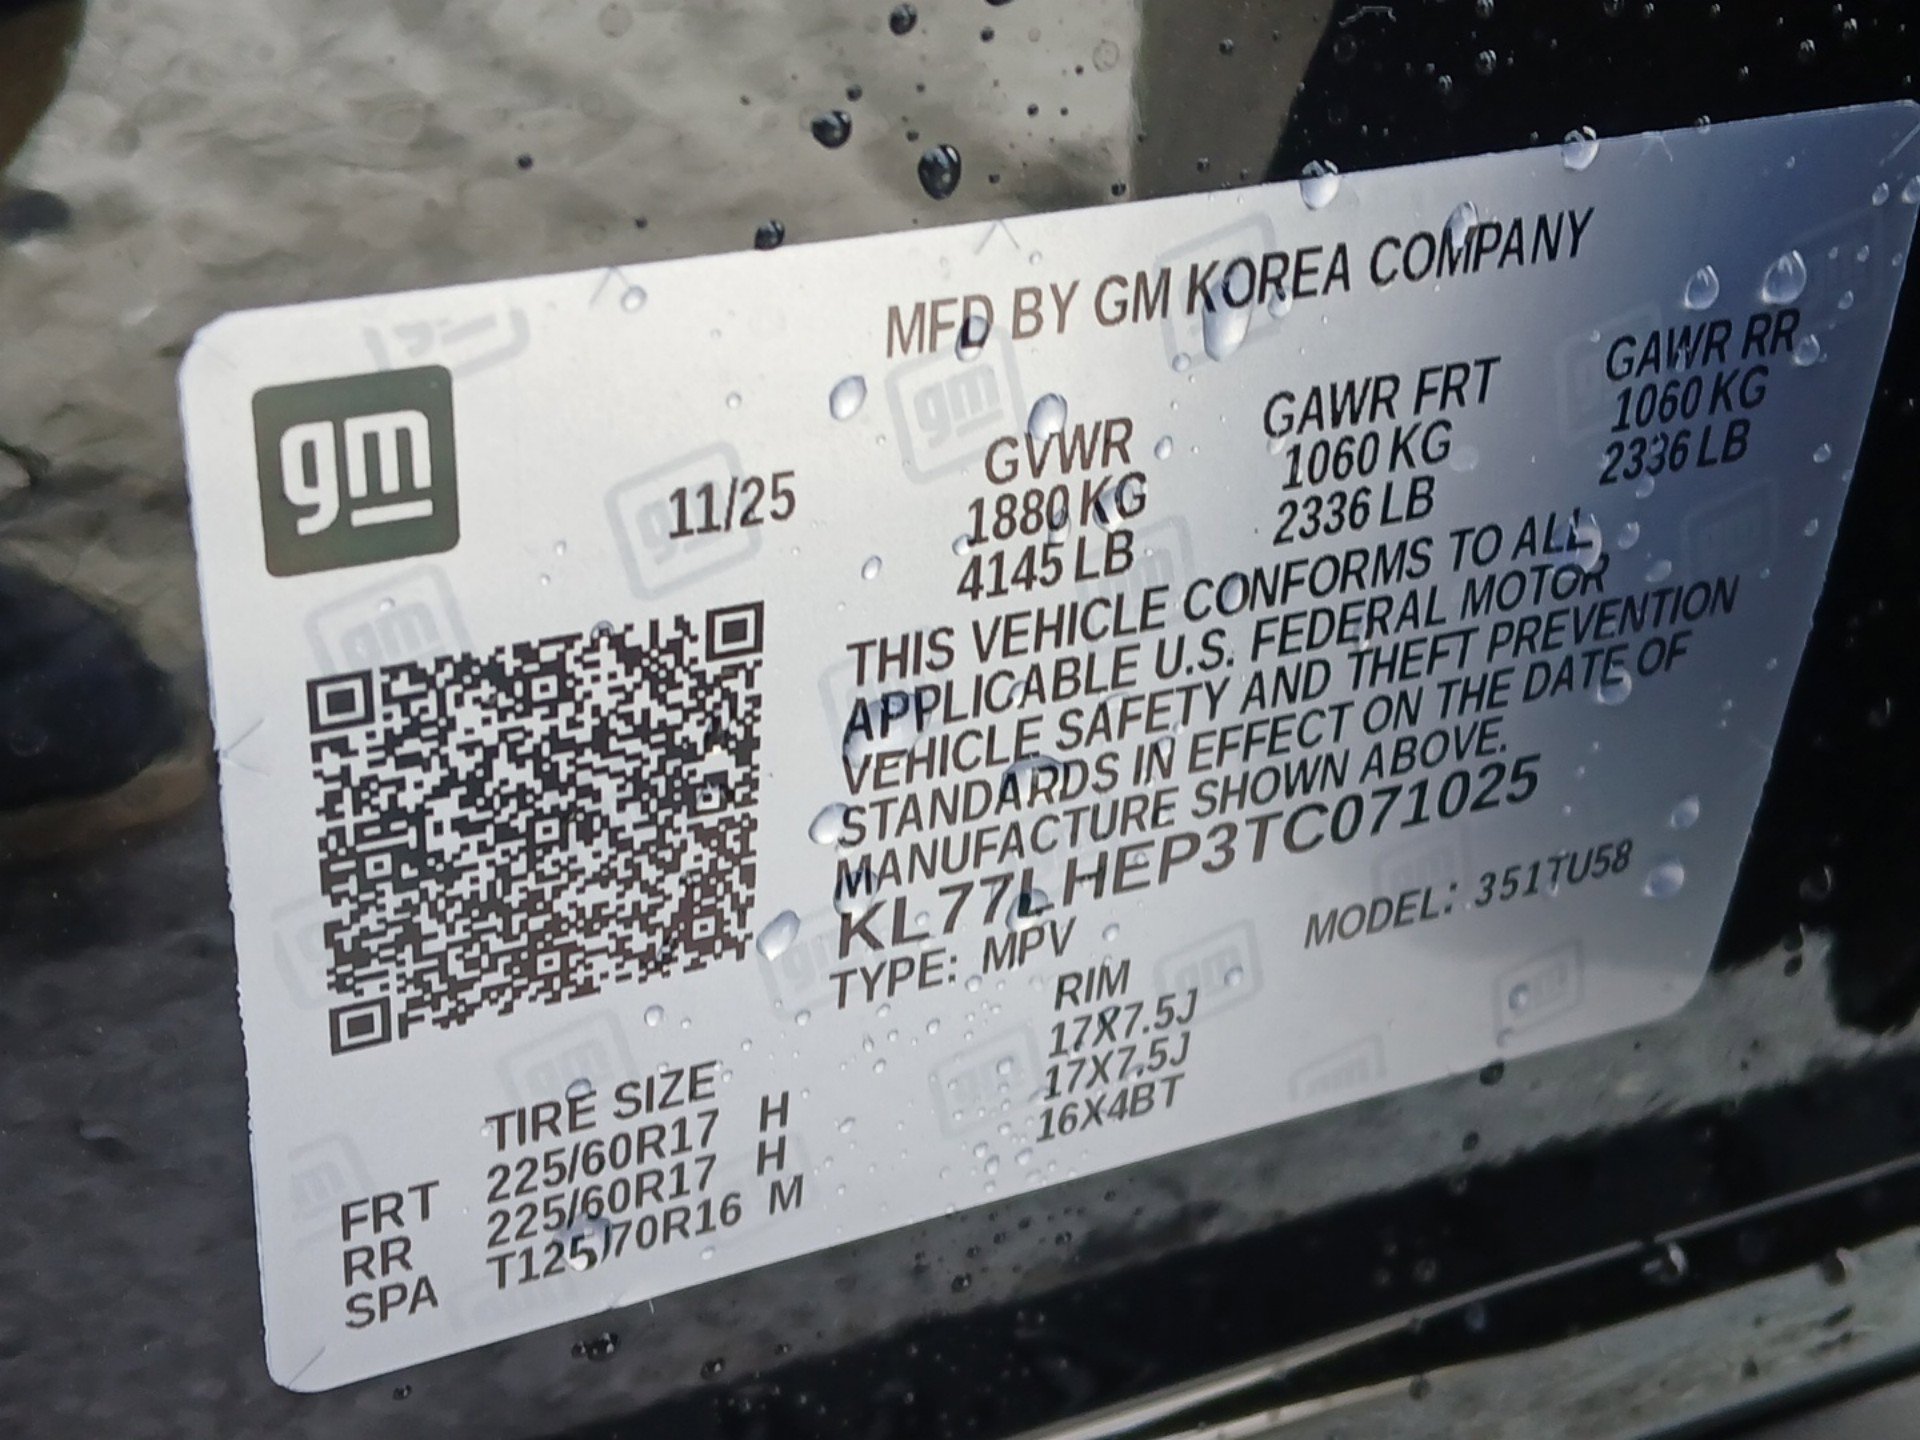 MFD BY GM KOREA COMPANY
gm
11/25
GVWR GAWR FRT GAWR RR
1880 KG 1060 KG 1060 KG
4145 LB 2336 LB 2336 LB
THIS VEHICLE CONFORMS TO ALL
APPLICABLE U.S. FEDERAL MOTOR
VEHICLE SAFETY AND THEFT PREVENTION
STANDARDS IN EFFECT ON THE DATE OF
MANUFACTURE SHOWN ABOVE.
KL77LHEP3TC071025
TYPE: MPV MODEL: 351TU58
TIRE SIZE RIM
FRT 225/60R17 H 17X7.5J
RR 225/60R17 H 17X7.5J
SPA T125/70R16 M 16X4BT